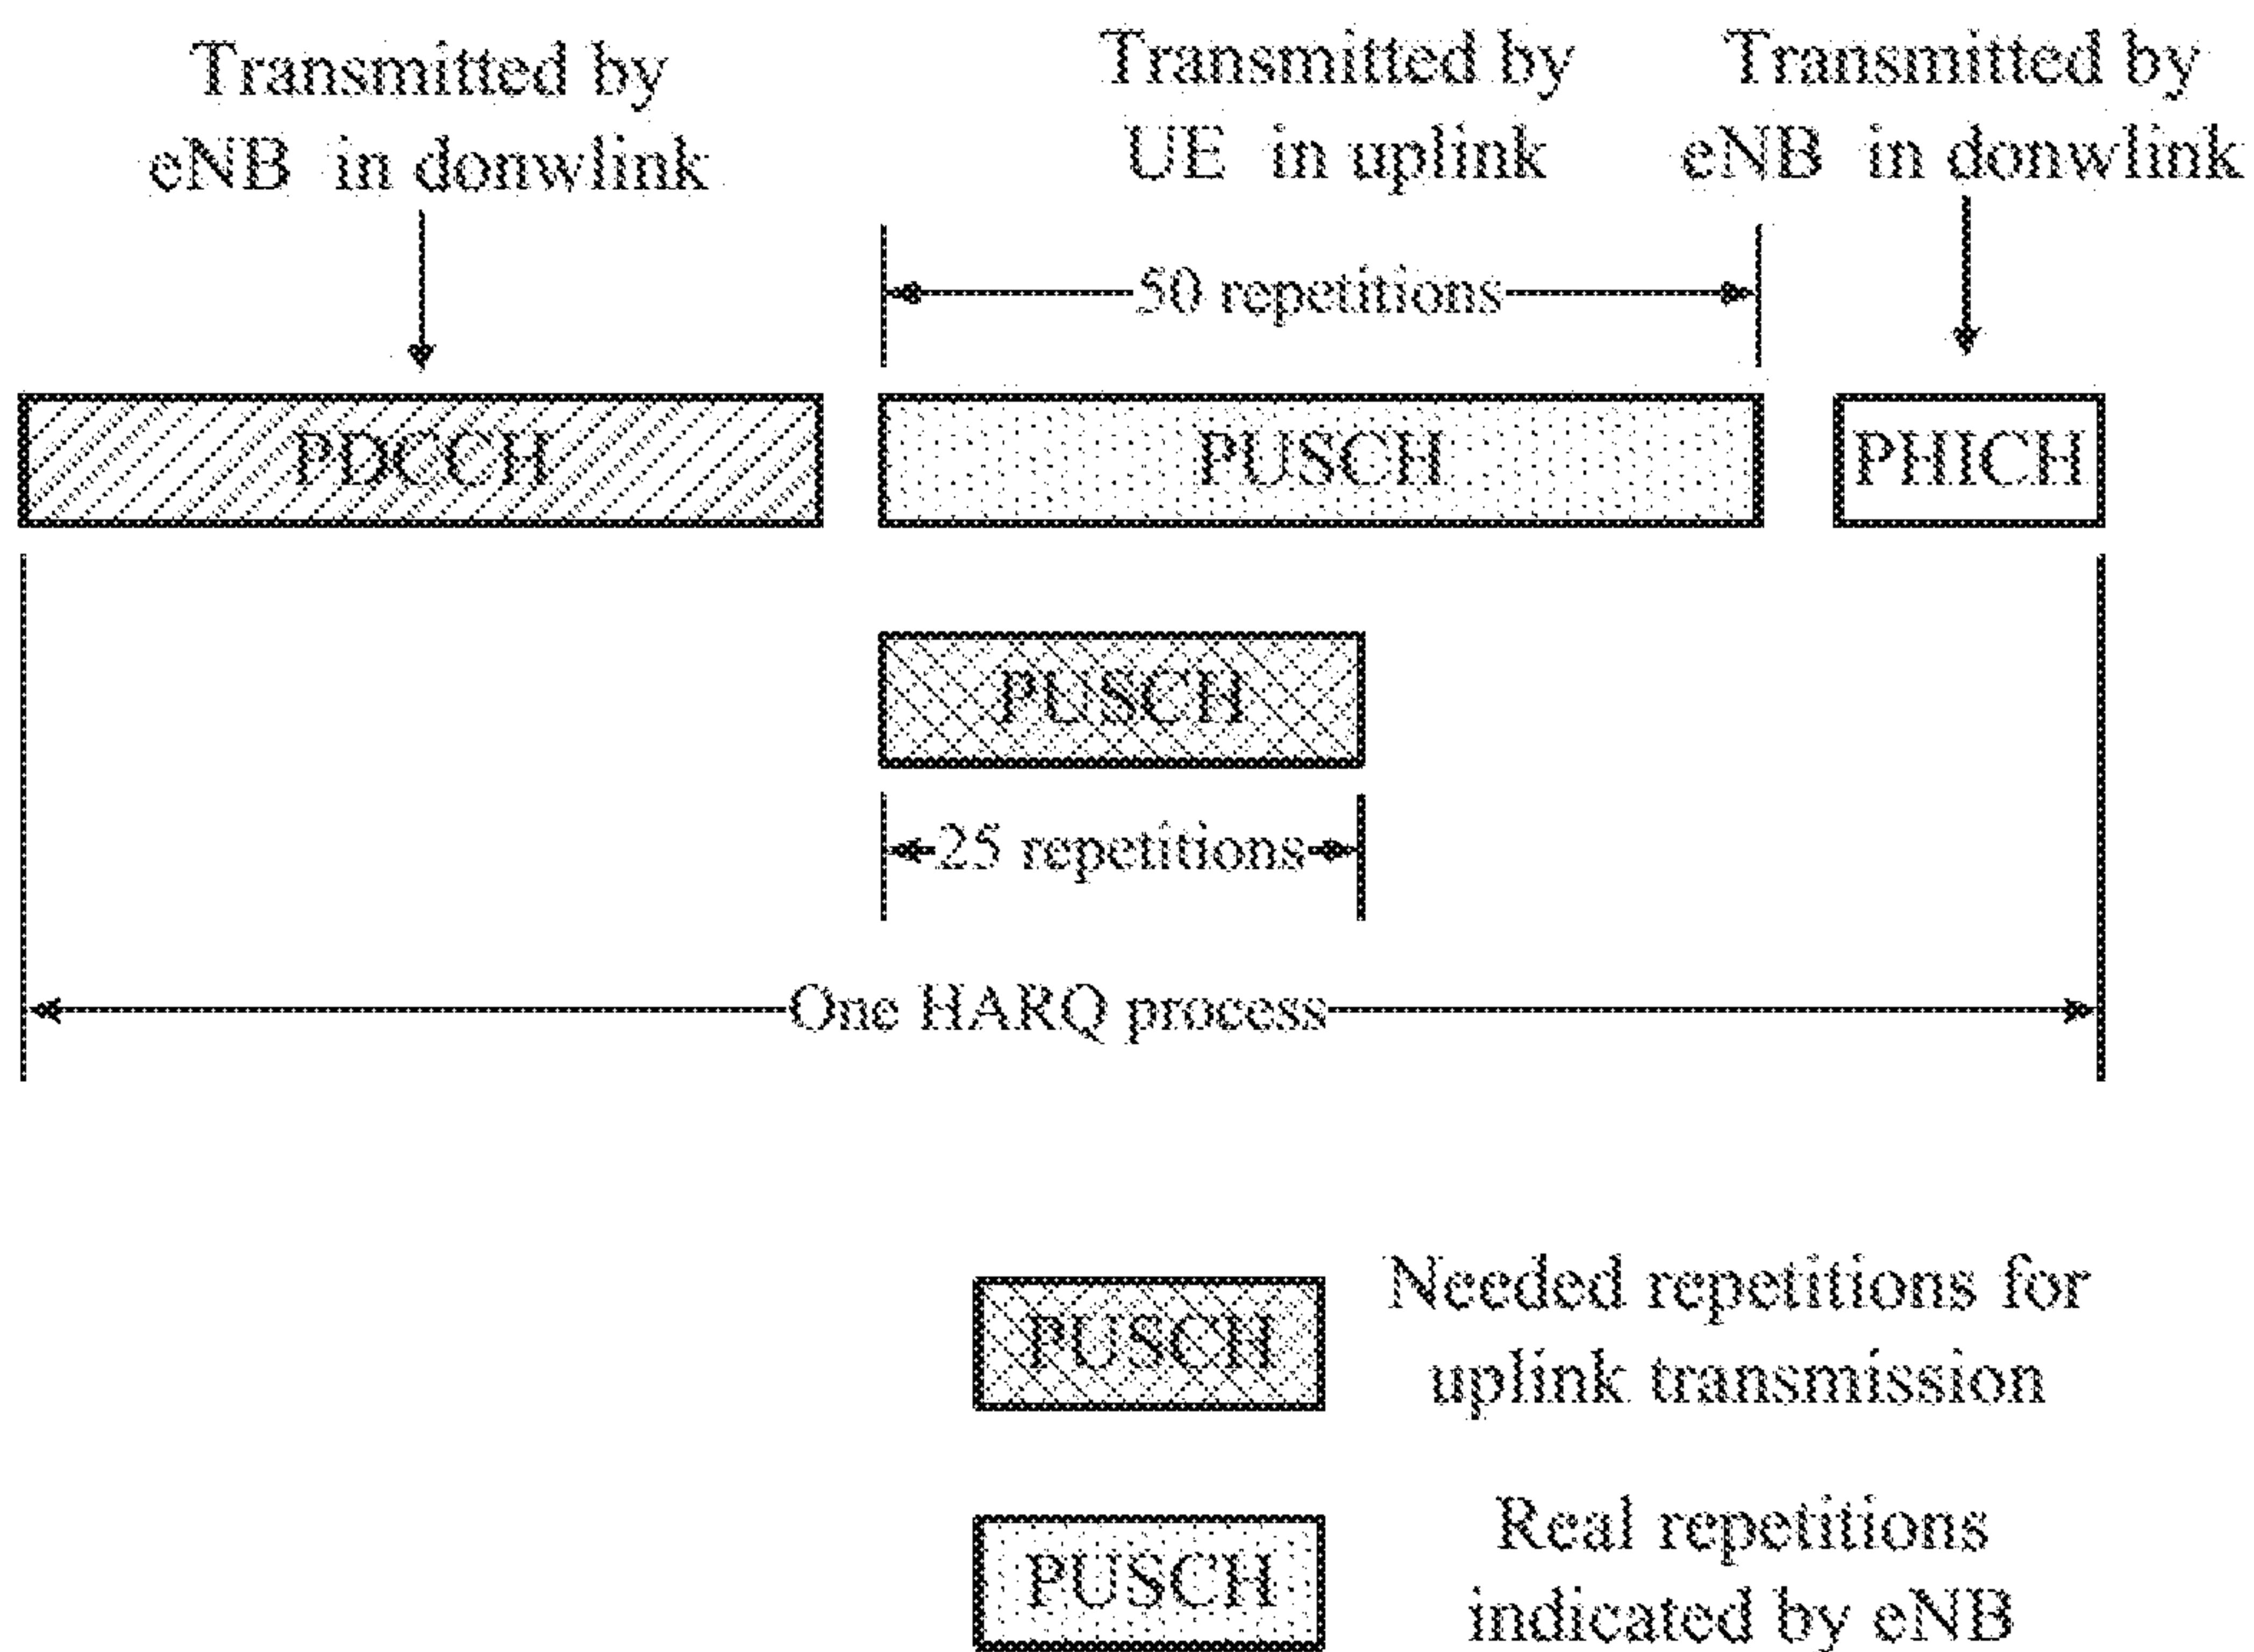 Transmitted by
eNB in donwlink
Transmitted by
UE in uplink
Transmitted by
eNB in donwlink
50 repetitions
PDCCH
PUSCH
PHICH
PUSCH
25 repetitions
One HARQ process
PUSCH
Needed repetitions for
uplink transmission
PUSCH
Real repetitions
indicated by eNB